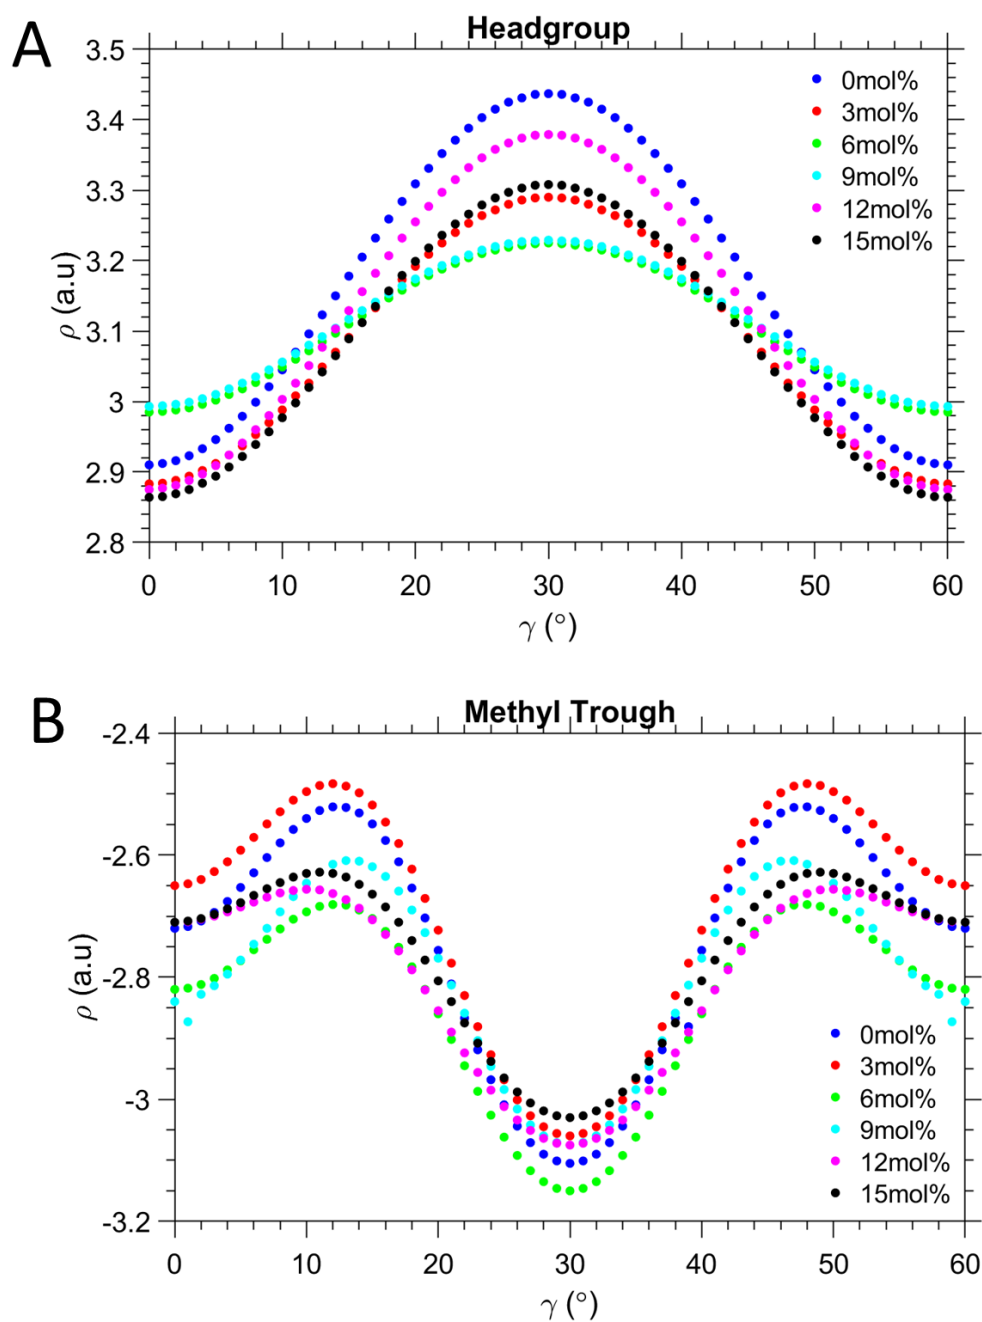 A
Headgroup
3.5
3.4
3.3
3.2
3.1
3
2.9
2.8
ρ (a.u)
0mol%
3mol%
6mol%
9mol%
12mol%
15mol%
0 10 20 30 40 50 60
γ (°)
B
Methyl Trough
-2.4
-2.6
-2.8
-3
-3.2
ρ (a.u)
0mol%
3mol%
6mol%
9mol%
12mol%
15mol%
0 10 20 30 40 50 60
γ (°)